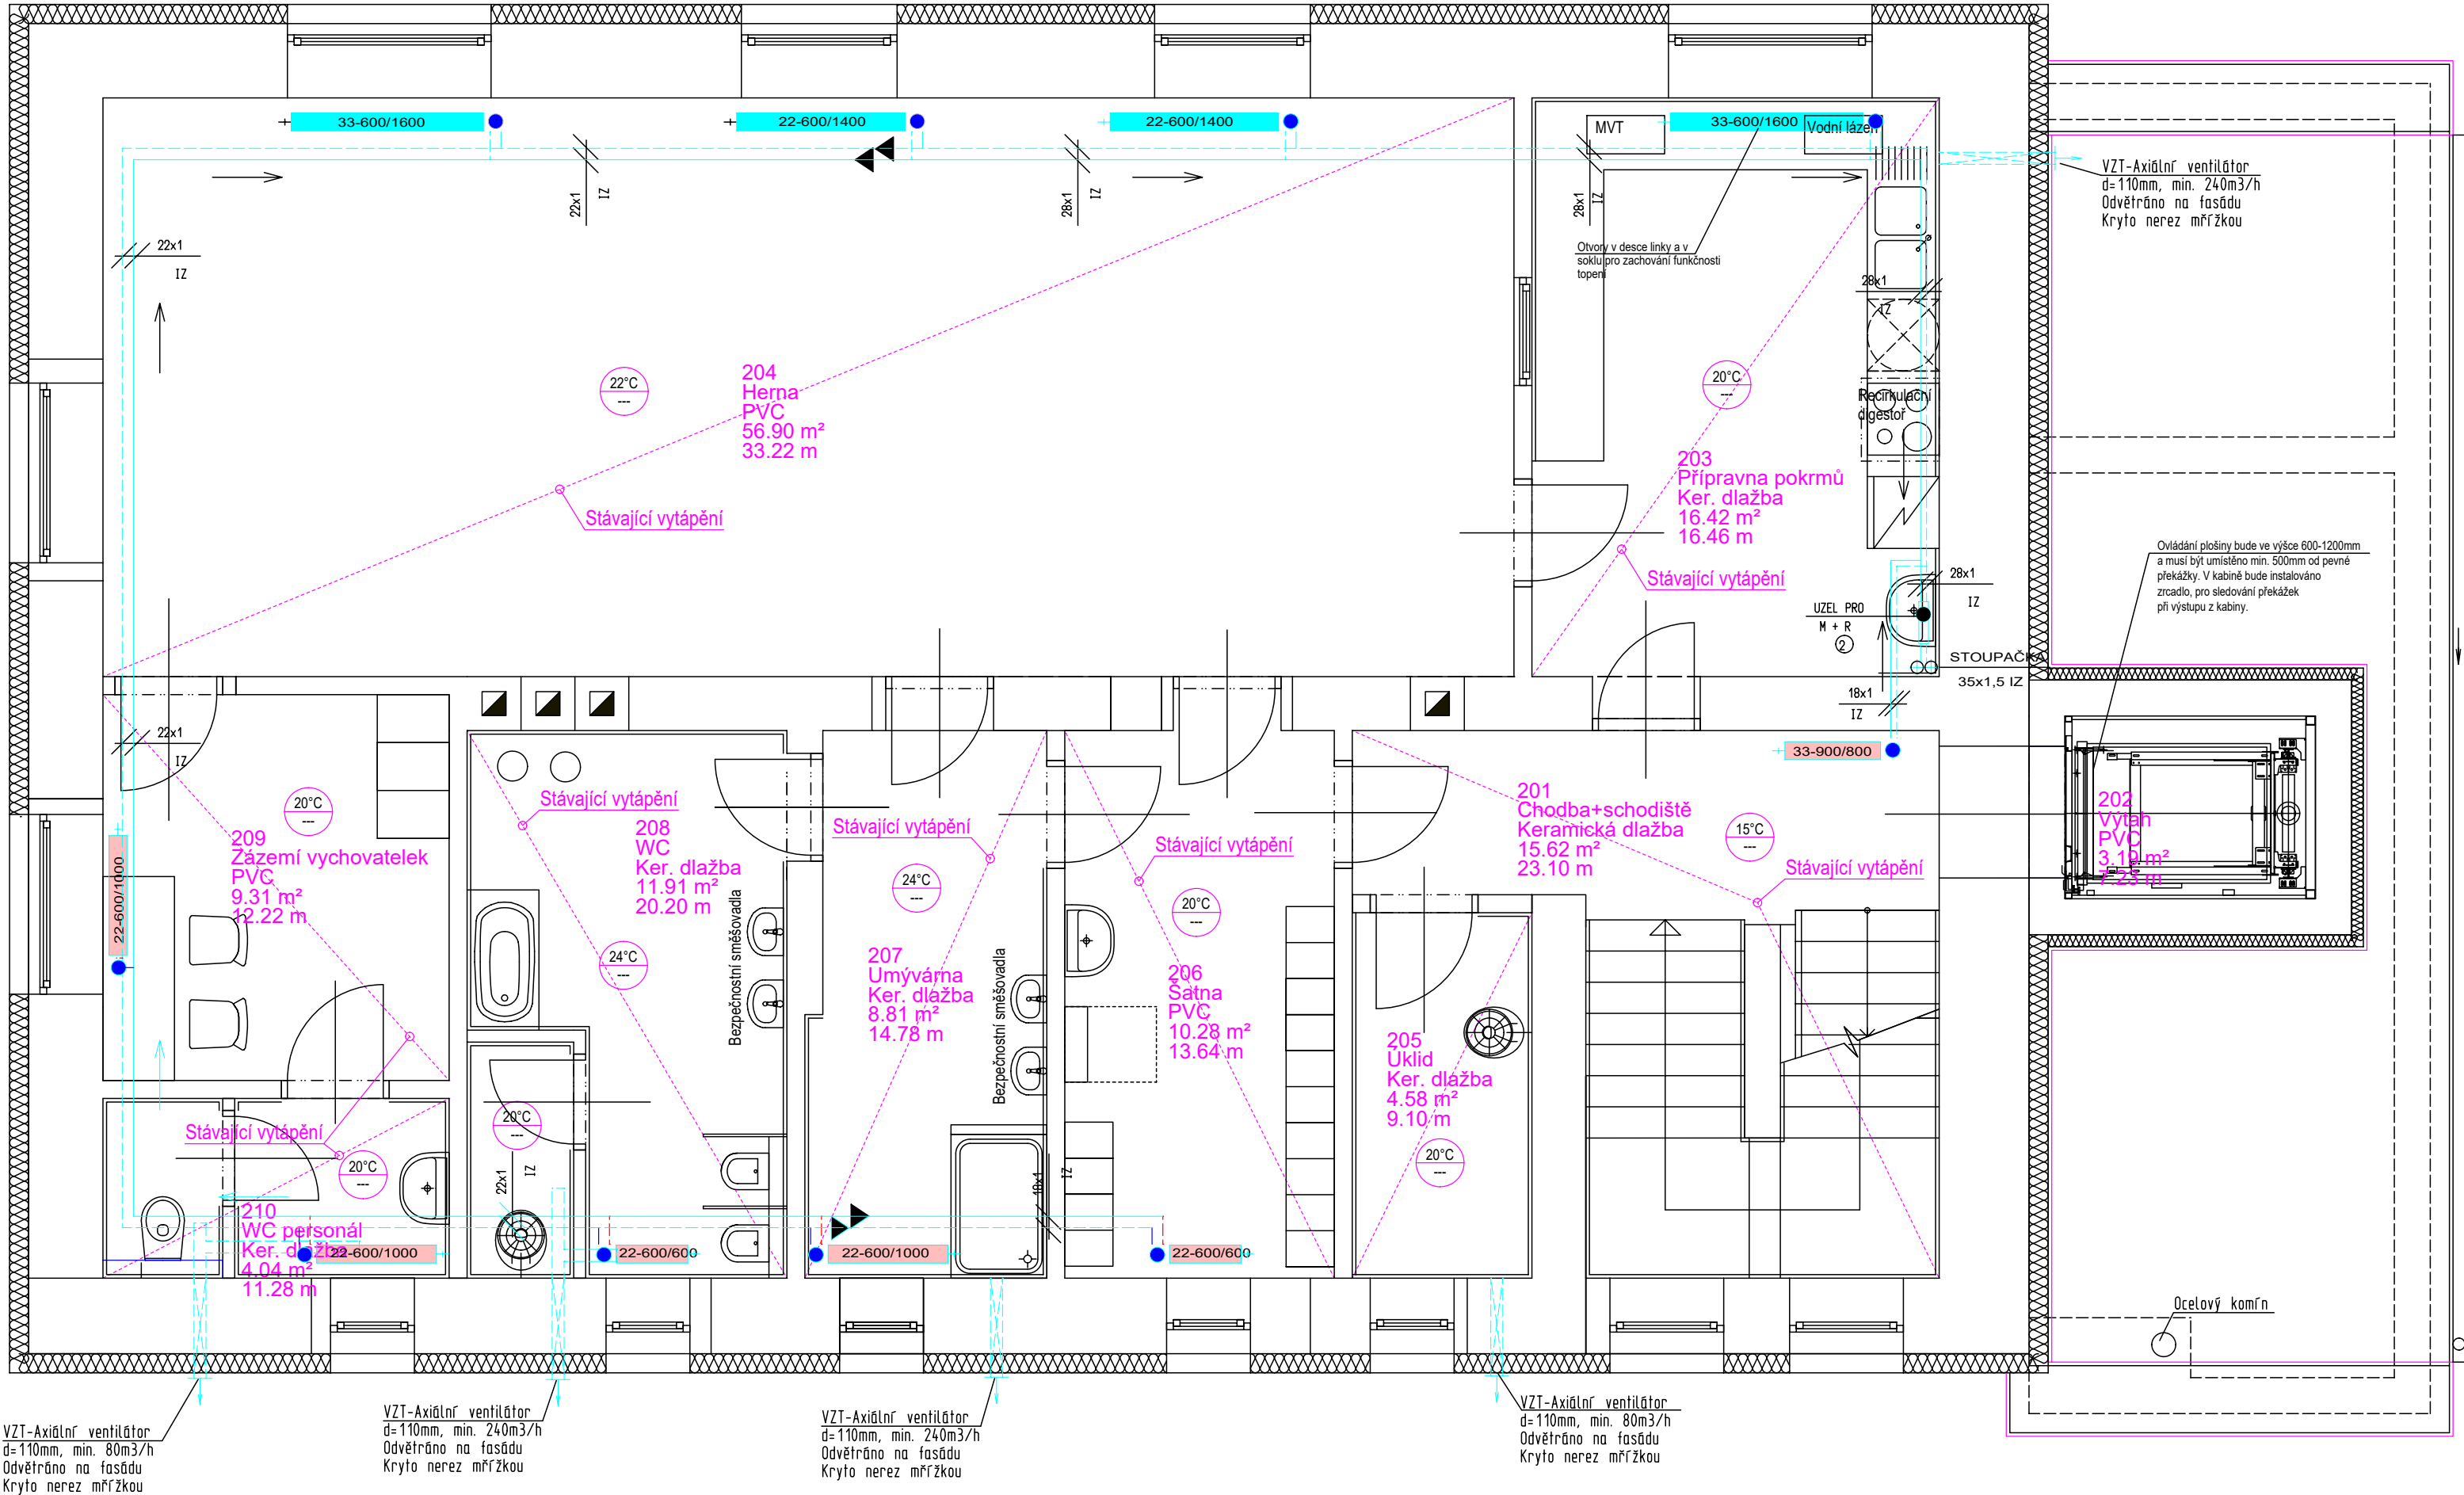 33-600/1600
22-600/1400
22-600/1400
33-600/1600
MVT
Vodní lázeň
22x1
IZ
28x1
IZ
28x1
IZ
VZT-Axiální ventilátor
d=110mm, min. 240m3/h
Odvětráno na fasádu
Kryto nerez mřížkou
22x1
IZ
Otvory v desce linky a v
soklu pro zachování funkčnosti
topení
28x1
IZ
22°C
---
204
Herna
PVC
56.90 m²
33.22 m
20°C
---
Recirkulační
digestoř
203
Přípravna pokrmů
Ker. dlažba
16.42 m²
16.46 m
Stávající vytápění
Stávající vytápění
Ovládání plošiny bude ve výšce 600-1200mm
a musí být umístěno min. 500mm od pevné
překážky. V kabině bude instalováno
zrcadlo, pro sledování překážek
při výstupu z kabiny.
28x1
IZ
UZEL PRO
M + R
2
STOUPAČKA
35x1,5 IZ
18x1
IZ
22x1
IZ
33-900/800
20°C
---
209
Zázemí vychovatelek
PVC
9.31 m²
12.22 m
22-600/1000
Stávající vytápění
208
WC
Ker. dlažba
11.91 m²
20.20 m
24°C
---
Bezpečnostní směšovadla
Stávající vytápění
24°C
---
207
Umývárna
Ker. dlažba
8.81 m²
14.78 m
Bezpečnostní směšovadla
Stávající vytápění
20°C
---
206
Šatna
PVC
10.28 m²
13.64 m
201
Chodba+schodiště
Keramická dlažba
15.62 m²
23.10 m
15°C
---
Stávající vytápění
202
Výtah
PVC
3.19 m²
7.23 m
205
Úklid
Ker. dlažba
4.58 m²
9.10 m
20°C
---
Stávající vytápění
20°C
---
20°C
---
22x1
IZ
18x1
IZ
210
WC personál
Ker. dlažba
4.04 m²
11.28 m
22-600/1000
22-600/600
22-600/1000
22-600/600
Ocelový komín
VZT-Axiální ventilátor
d=110mm, min. 80m3/h
Odvětráno na fasádu
Kryto nerez mřížkou
VZT-Axiální ventilátor
d=110mm, min. 240m3/h
Odvětráno na fasádu
Kryto nerez mřížkou
VZT-Axiální ventilátor
d=110mm, min. 240m3/h
Odvětráno na fasádu
Kryto nerez mřížkou
VZT-Axiální ventilátor
d=110mm, min. 80m3/h
Odvětráno na fasádu
Kryto nerez mřížkou